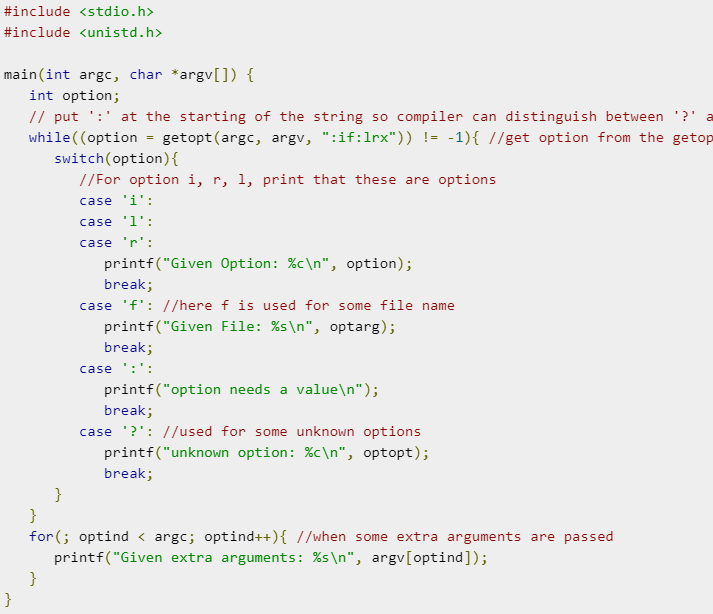 #include <stdio.h>
#include <unistd.h>

main(int argc, char *argv[]) {
   int option;
   // put ':' at the starting of the string so compiler can distinguish between '?' a
   while((option = getopt(argc, argv, ":if:lrx")) != -1){ //get option from the getop
      switch(option){
         //For option i, r, l, print that these are options
         case 'i':
         case 'l':
         case 'r':
            printf("Given Option: %c\n", option);
            break;
         case 'f': //here f is used for some file name
            printf("Given File: %s\n", optarg);
            break;
         case ':':
            printf("option needs a value\n");
            break;
         case '?': //used for some unknown options
            printf("unknown option: %c\n", optopt);
            break;
      }
   }
   for(; optind < argc; optind++){ //when some extra arguments are passed
      printf("Given extra arguments: %s\n", argv[optind]);
   }
}